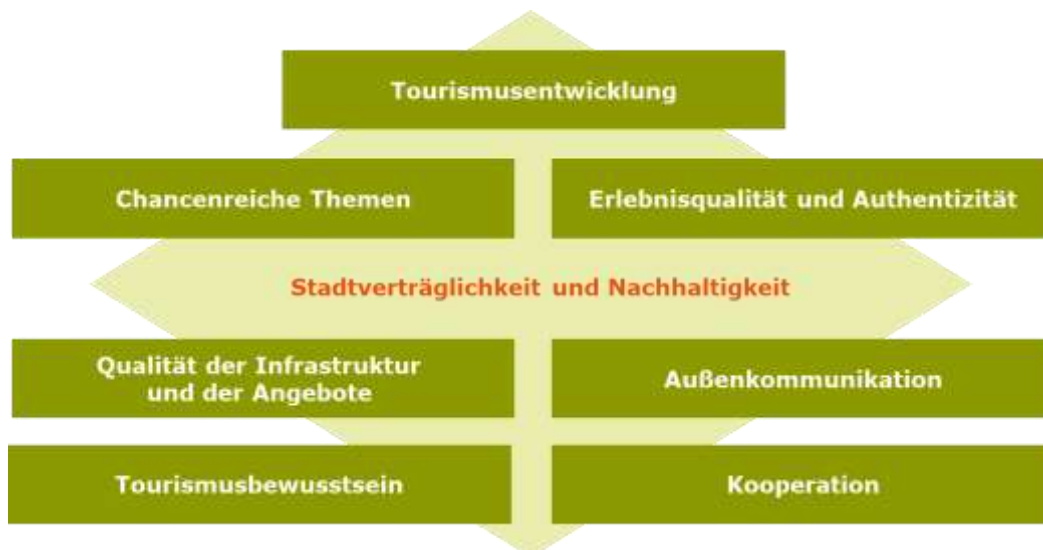 Tourismusentwicklung
Chancenreiche Themen
Erlebnisqualität und Authentizität
Stadtverträglichkeit und Nachhaltigkeit
Qualität der Infrastruktur
und der Angebote
Außenkommunikation
Tourismusbewusstsein
Kooperation